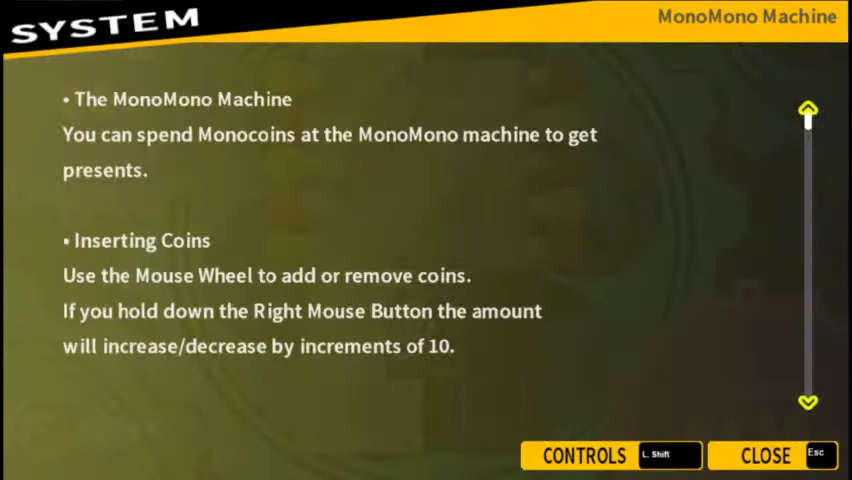 SYSTEM
MonoMono Machine
• The MonoMono Machine
You can spend Monocoins at the MonoMono machine to get
presents.
• Inserting Coins
Use the Mouse Wheel to add or remove coins.
If you hold down the Right Mouse Button the amount
will increase/decrease by increments of 10.
CONTROLS L. Shift CLOSE Esc